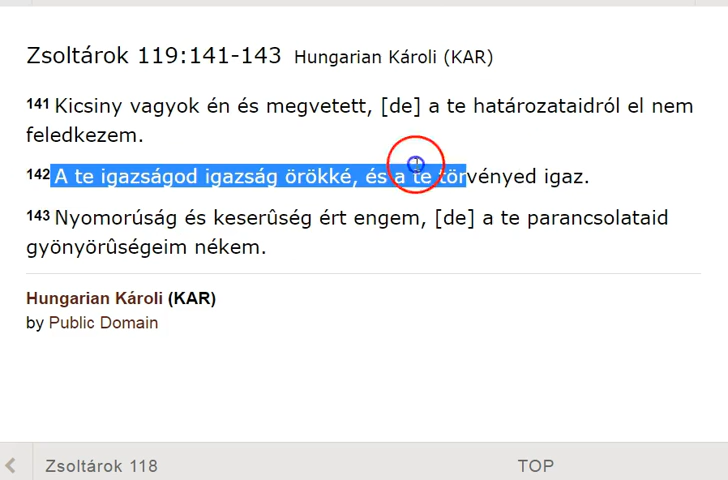 Zsoltárok 119:141-143 Hungarian Károli (KAR)
141 Kicsiny vagyok én és megvetett, [de] a te határozataidról el nem
feledkezem.
142 A te igazságod igazság örökké, és a te törvényed igaz.
143 Nyomorúság és keserûség ért engem, [de] a te parancsolataid
gyönyörûségeim nékem.
Hungarian Károli (KAR)
by Public Domain
Zsoltárok 118 TOP